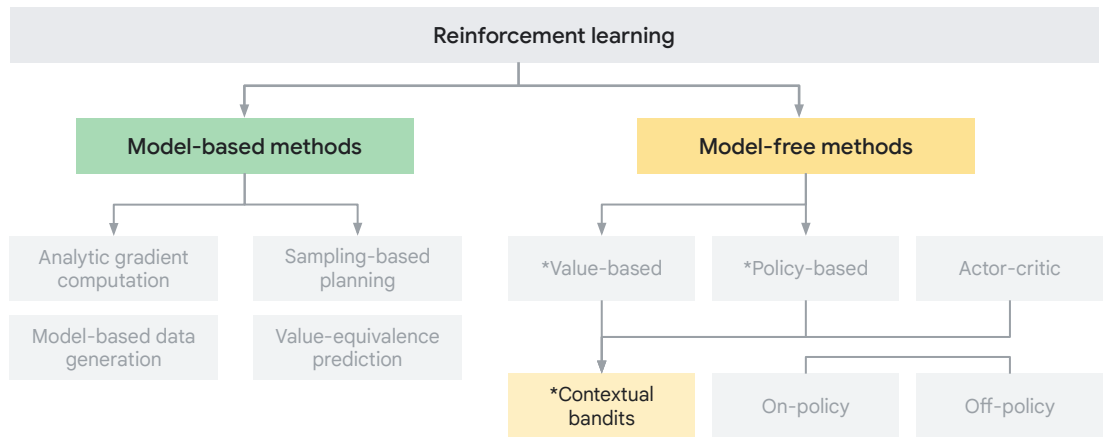 Reinforcement learning
Model-based methods
Model-free methods
Analytic gradient
computation
Sampling-based
planning
*Value-based
*Policy-based
Actor-critic
Model-based data
generation
Value-equivalence
prediction
*Contextual
bandits
On-policy
Off-policy